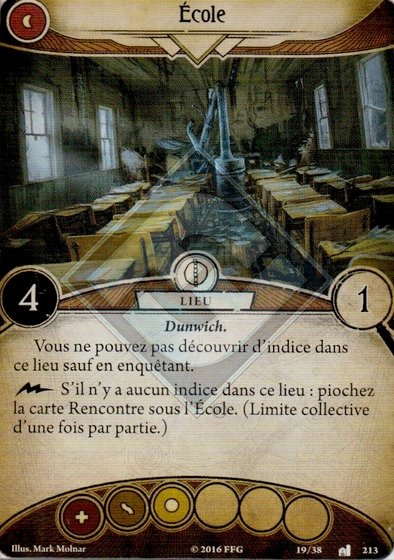 École
4
LIEU
1
Dunwich.
Vous ne pouvez pas découvrir d'indice dans
ce lieu sauf en enquêtant.
S'il n'y a aucun indice dans ce lieu : piochez
la carte Rencontre sous l'École. (Limite collective
d'une fois par partie.)
Illus. Mark Molnar © 2016 FFG 19/38 213